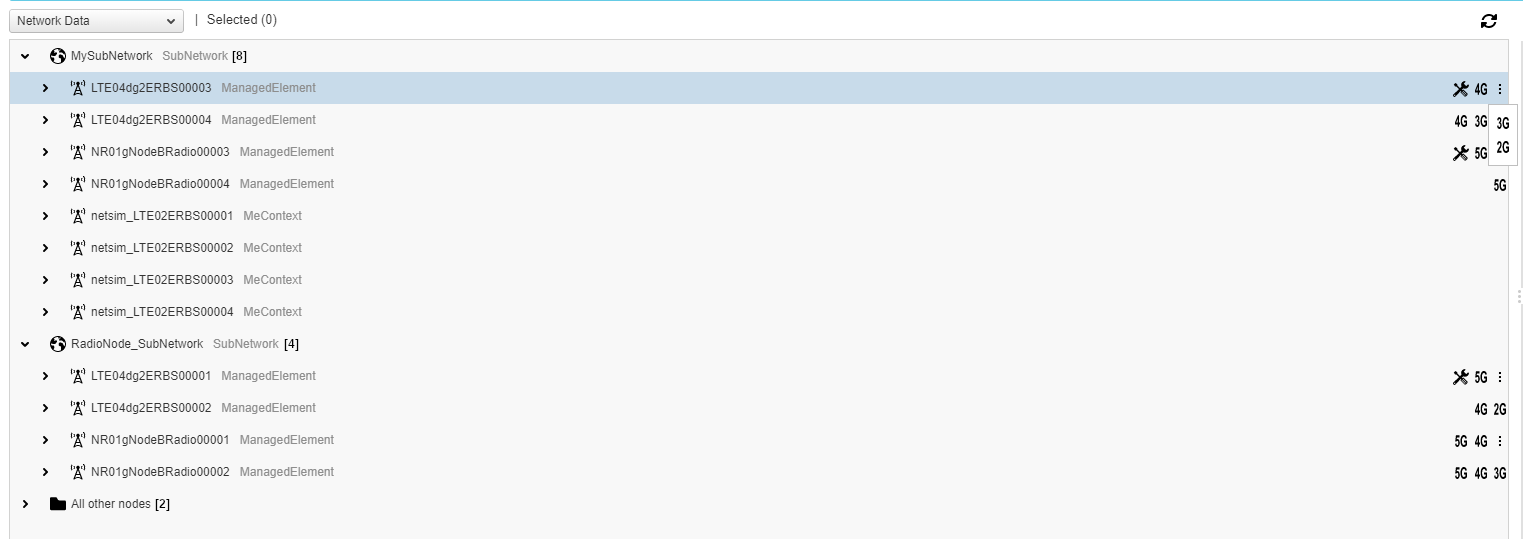 Network Data | Selected (0)
MySubNetwork SubNetwork [8]
LTE04dg2ERBS00003 ManagedElement 4G
LTE04dg2ERBS00004 ManagedElement 4G 3G
3G
2G
NR01gNodeBRadio00003 ManagedElement 5G
NR01gNodeBRadio00004 ManagedElement 5G
netsim_LTE02ERBS00001 MeContext
netsim_LTE02ERBS00002 MeContext
netsim_LTE02ERBS00003 MeContext
netsim_LTE02ERBS00004 MeContext
RadioNode_SubNetwork SubNetwork [4]
LTE04dg2ERBS00001 ManagedElement 5G
LTE04dg2ERBS00002 ManagedElement 4G 2G
NR01gNodeBRadio00001 ManagedElement 5G 4G
NR01gNodeBRadio00002 ManagedElement 5G 4G 3G
All other nodes [2]